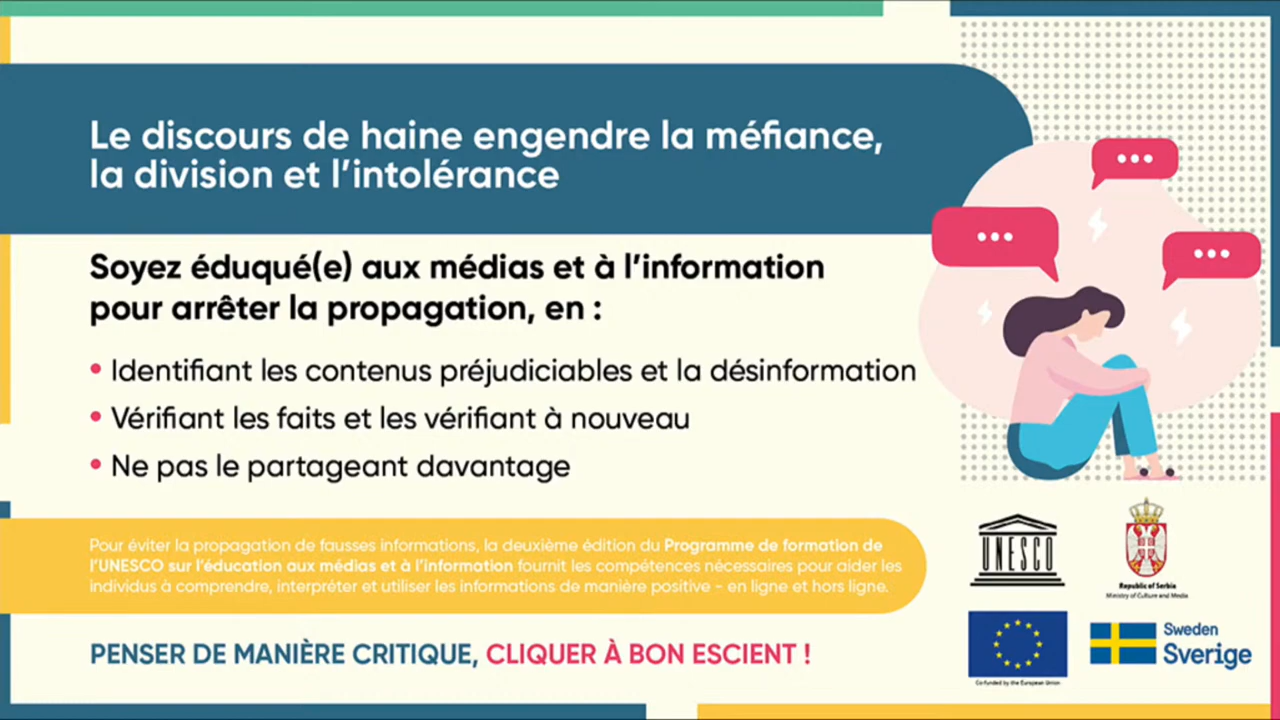 Le discours de haine engendre la méfiance,
la division et l'intolérance
Soyez éduqué(e) aux médias et à l'information
pour arrêter la propagation, en :
• Identifiant les contenus préjudiciables et la désinformation
• Vérifiant les faits et les vérifiant à nouveau
• Ne pas le partageant davantage
Pour éviter la propagation de fausses informations, la deuxième édition du Programme de formation de
l'UNESCO sur l'éducation aux médias et à l'information fournit les compétences nécessaires pour aider les
individus à comprendre, interpréter et utiliser les informations de manière positive - en ligne et hors ligne.
PENSER DE MANIÈRE CRITIQUE, CLIQUER À BON ESCIENT !
UNESCO
Republic of Serbia
Ministry of Culture and Media
Co-funded by the European Union
Sweden
Sverige